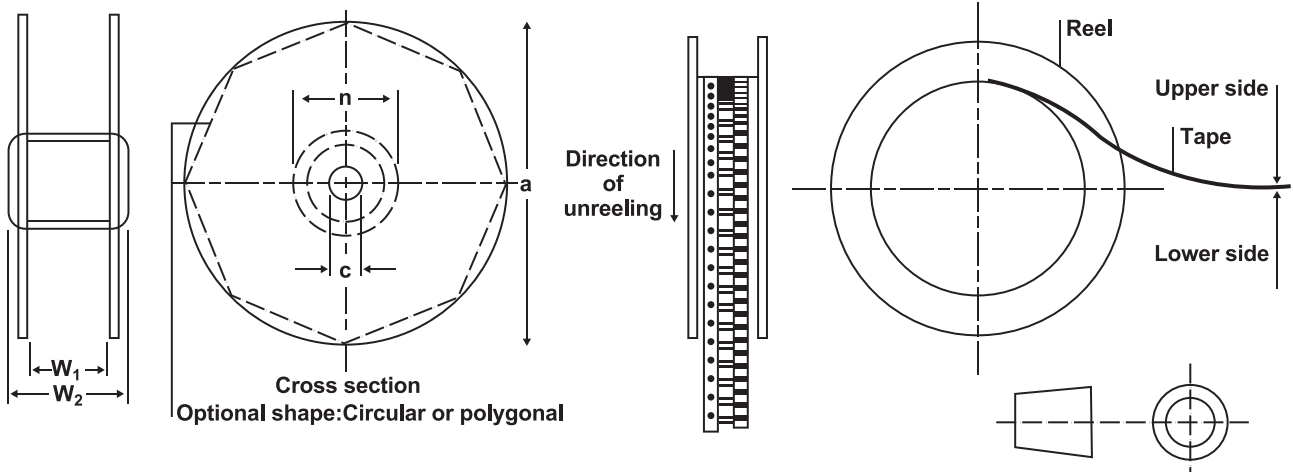 W₁
W₂
n
a
c
Cross section
Optional shape:Circular or polygonal
Direction
of
unreeling
Reel
Upper side
Tape
Lower side